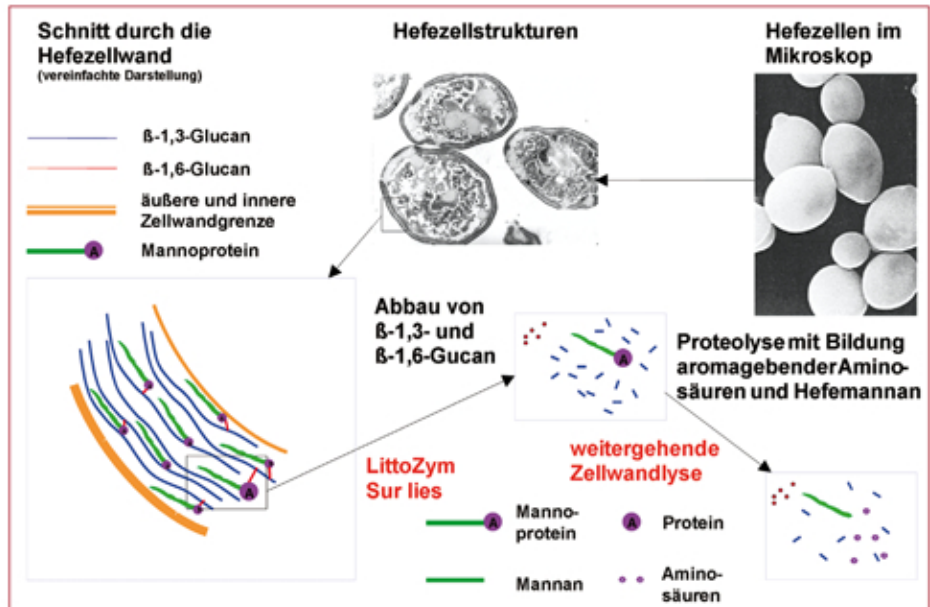 Schnitt durch die
Hefezellwand
(vereinfachte Darstellung)
ß-1,3-Glucan
ß-1,6-Glucan
äußere und innere
Zellwandgrenze
A
Mannoprotein
Hefezellstrukturen
Hefezellen im
Mikroskop
Abbau von
ß-1,3- und
ß-1,6-Gucan
A
A
Proteolyse mit Bildung
aromagebender Amino-
säuren und Hefemannan
LittoZym
Sur lies
weitergehende
Zellwandlyse
A
Manno-
protein
A
Protein
Mannan
Amino-
säuren